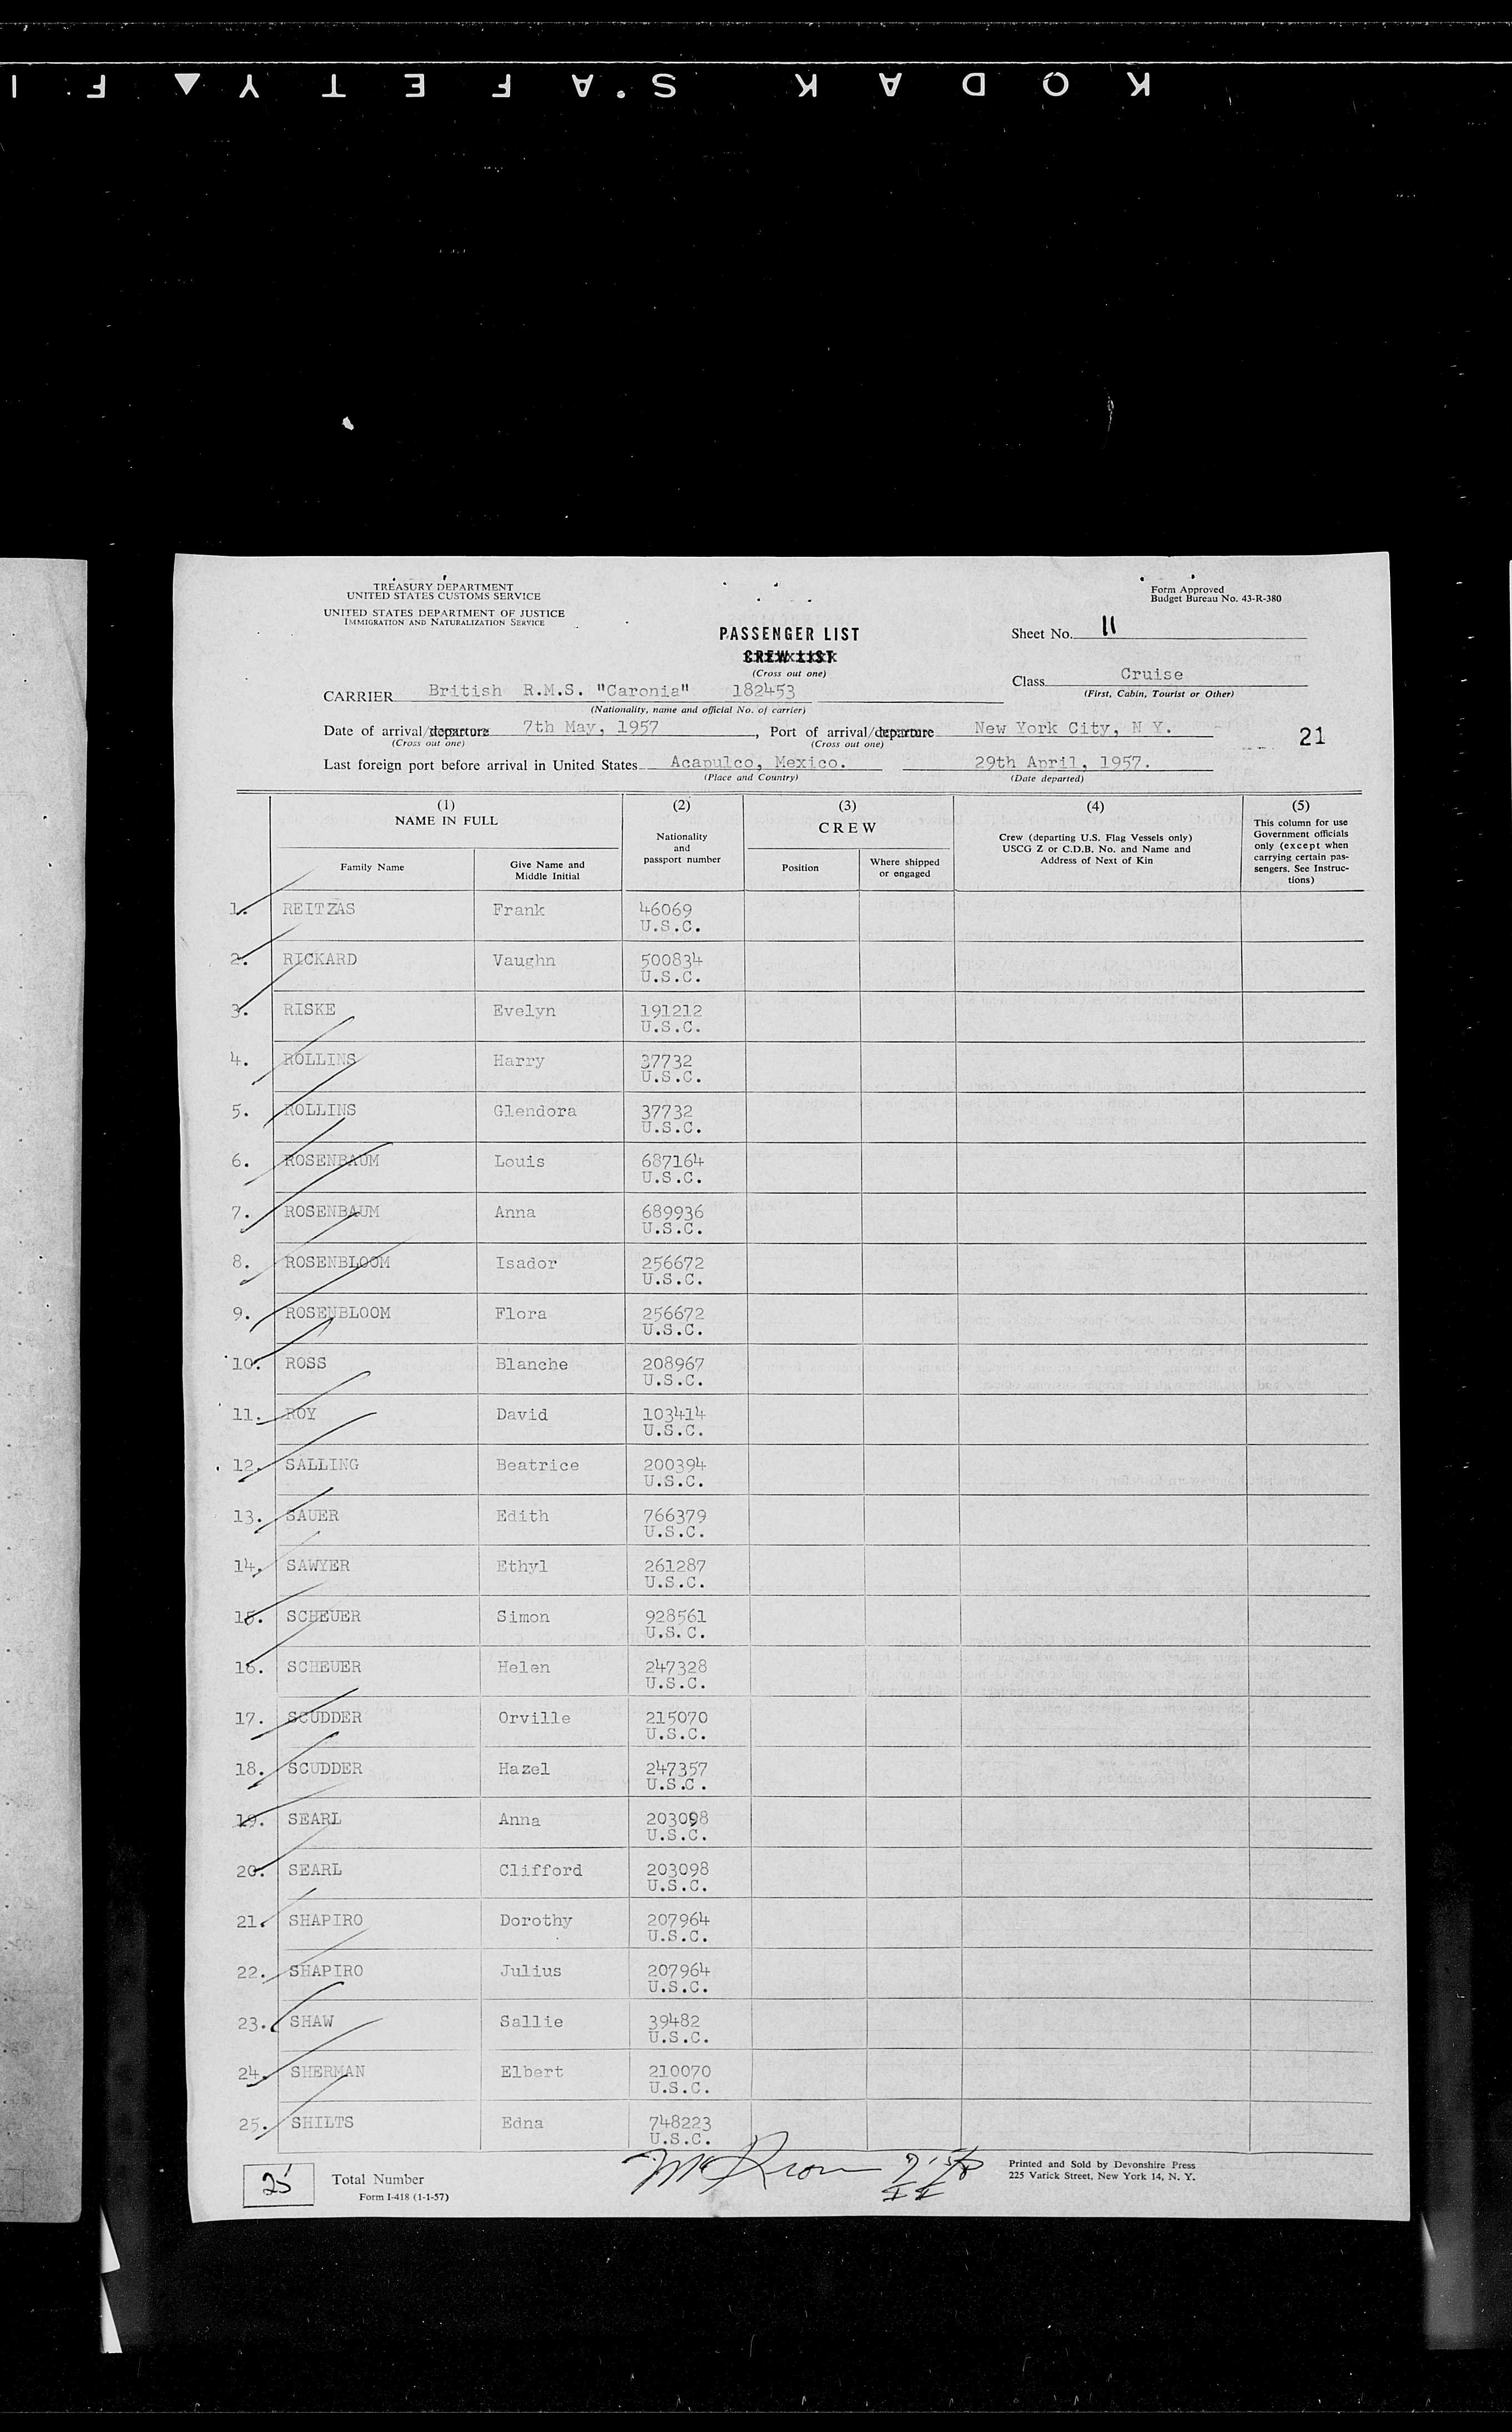 KODAK SAFETY FI
TREASURY DEPARTMENT
UNITED STATES CUSTOMS SERVICE
UNITED STATES DEPARTMENT OF JUSTICE
IMMIGRATION AND NATURALIZATION SERVICE
Form Approved
Budget Bureau No. 43-R-380
PASSENGER LIST
CREW LIST
(Cross out one)
Sheet No. 11
Class Cruise
(First, Cabin, Tourist or Other)
CARRIER British R.M.S. "Caronia" 182453
(Nationality, name and official No. of carrier)
Date of arrival/departure 7th May, 1957, Port of arrival/departure New York City, N Y.
(Cross out one) (Cross out one)
21
Last foreign port before arrival in United States Acapulco, Mexico. 29th April, 1957.
(Place and Country) (Date departed)
(1) NAME IN FULL
Family Name
Give Name and Middle Initial
(2)
Nationality and passport number
(3)
CREW
Position
Where shipped or engaged
(4)
Crew (departing U.S. Flag Vessels only)
USCG Z or C.D.B. No. and Name and
Address of Next of Kin
(5)
This column for use
Government officials
only (except when
carrying certain pas-
sengers. See Instruc-
tions)
1. REITZAS Frank 46069
U.S.C.
2. RICKARD Vaughn 500834
U.S.C.
3. RISKE Evelyn 191212
U.S.C.
4. ROLLINS Harry 37732
U.S.C.
5. ROLLINS Glendora 37732
U.S.C.
6. ROSENBAUM Louis 687164
U.S.C.
7. ROSENBAUM Anna 689936
U.S.C.
8. ROSENBLOOM Isador 256672
U.S.C.
9. ROSENBLOOM Flora 256672
U.S.C.
10. ROSS Blanche 208967
U.S.C.
11. ROY David 103414
U.S.C.
12. SALLING Beatrice 200394
U.S.C.
13. SAUER Edith 766379
U.S.C.
14. SAWYER Ethyl 261287
U.S.C.
15. SCHEUER Simon 928561
U.S.C.
16. SCHEUER Helen 247328
U.S.C.
17. SCUDDER Orville 215070
U.S.C.
18. SCUDDER Hazel 247357
U.S.C.
19. SEARL Anna 203098
U.S.C.
20. SEARL Clifford 203098
U.S.C.
21. SHAPIRO Dorothy 207964
U.S.C.
22. SHAPIRO Julius 207964
U.S.C.
23. SHAW Sallie 39482
U.S.C.
24. SHERMAN Elbert 210070
U.S.C.
25. SHILTS Edna 748223
U.S.C.
25 Total Number
Form I-418 (1-1-57)
Printed and Sold by Devonshire Press
225 Varick Street, New York 14, N. Y.